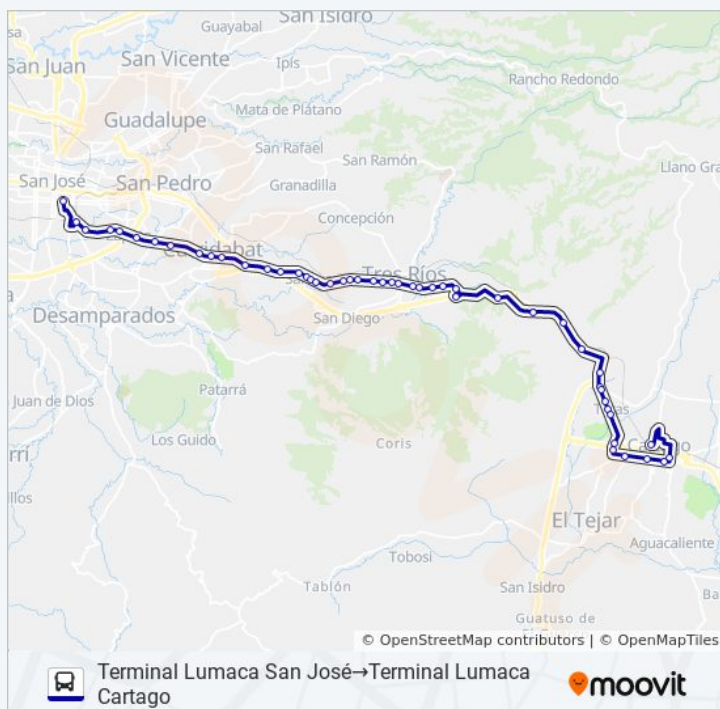 San Isidro
San Juan
San Vicente
Ipís
Guayabal
Rancho Redondo
Guadalupe
Mata de Plátano
San Rafael
San Ramón
Llano Gra
San José
San Pedro
Granadilla
Concepción
Tres Ríos
Desamparados
San Diego
Patarrá
Juan de Dios
Los Guido
Coris
El Tejar
Aguacaliente
Tobosi
Tablón
San Isidro
Guatuso de
© OpenStreetMap contributors | © OpenMapTiles
Terminal Lumaca San José→Terminal Lumaca
Cartago
moovit